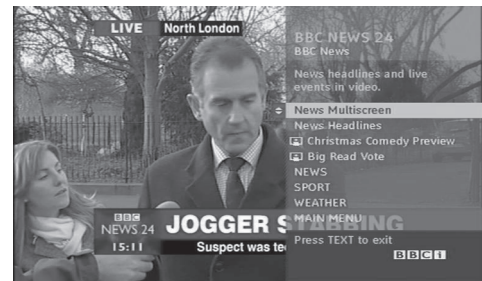 LIVE North London
BBC NEWS 24
BBC News
News headlines and live
events in video.
News Multiscreen
News Headlines
Christmas Comedy Preview
Big Read Vote
NEWS
SPORT
WEATHER
MAIN MENU
Press TEXT to exit
BBCi
BBC
NEWS 24
15:11
JOGGER STABBING
Suspect was